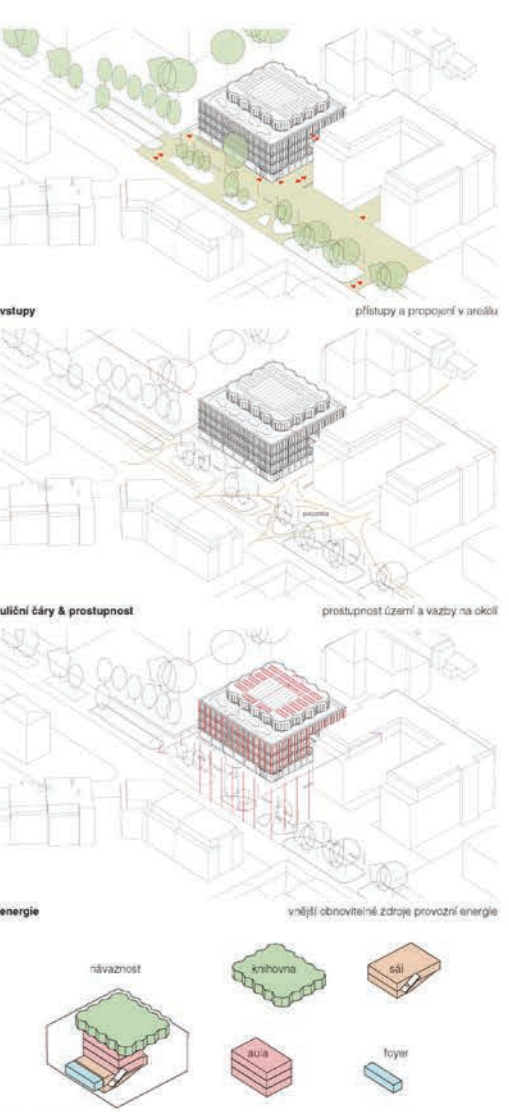 vstupy přístupy a propojení v areálu
uliční čáry & prostupnost prostupnost území a vazby na okolí
energie vnější obnovitelné zdroje provozní energie
návaznost knihovna sál
aula foyer